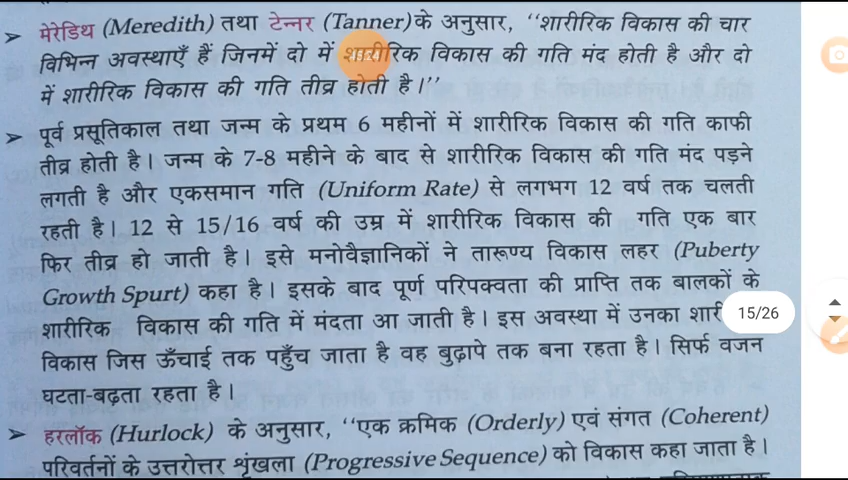 ➤ मेरेडिथ (Meredith) तथा टेन्नर (Tanner)के अनुसार, ‘‘शारीरिक विकास की चार
विभिन्न अवस्थाएँ हैं जिनमें दो में शारीरिक विकास की गति मंद होती है और दो
में शारीरिक विकास की गति तीव्र होती है।’’
➤ पूर्व प्रसूतिकाल तथा जन्म के प्रथम 6 महीनों में शारीरिक विकास की गति काफी
तीव्र होती है। जन्म के 7-8 महीने के बाद से शारीरिक विकास की गति मंद पड़ने
लगती है और एकसमान गति (Uniform Rate) से लगभग 12 वर्ष तक चलती
रहती है। 12 से 15/16 वर्ष की उम्र में शारीरिक विकास की गति एक बार
फिर तीव्र हो जाती है। इसे मनोवैज्ञानिकों ने तारूण्य विकास लहर (Puberty
Growth Spurt) कहा है। इसके बाद पूर्ण परिपक्वता की प्राप्ति तक बालकों के
शारीरिक विकास की गति में मंदता आ जाती है। इस अवस्था में उनका
15/26
विकास जिस ऊँचाई तक पहुँच जाता है वह बुढ़ापे तक बना रहता है। सिर्फ वजन
घटता-बढ़ता रहता है।
➤ हरलॉक (Hurlock) के अनुसार, ‘‘एक क्रमिक (Orderly) एवं संगत (Coherent)
परिवर्तनों के उत्तरोत्तर शृंखला (Progressive Sequence) को विकास कहा जाता है।